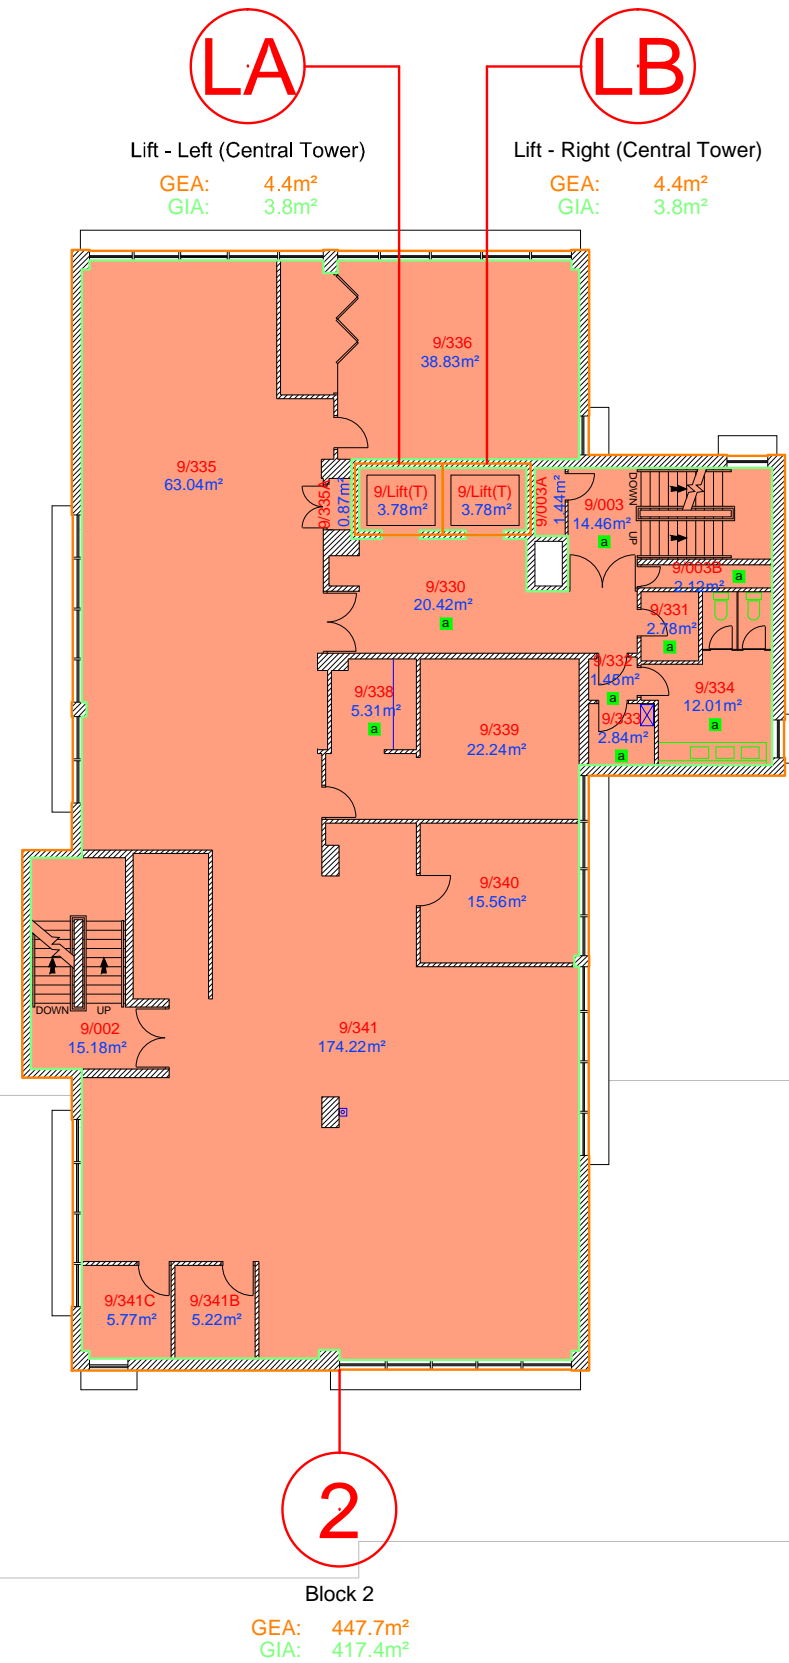 LA
LB
Lift - Left (Central Tower)
Lift - Right (Central Tower)
GEA: 4.4m²
GIA: 3.8m²
GEA: 4.4m²
GIA: 3.8m²
9/336
38.83m²
9/335
63.04m²
9/335A
0.87m²
9/Lift(T)
3.78m²
9/Lift(T)
3.78m²
9/003A
1.44m²
9/003
14.46m²
a
DOWN
UP
9/003B
2.12m²
a
9/330
20.42m²
a
9/331
2.78m²
a
9/332
1.45m²
a
9/333
2.84m²
a
9/334
12.01m²
a
9/338
5.31m²
a
9/339
22.24m²
9/340
15.56m²
DOWN
UP
9/002
15.18m²
9/341
174.22m²
9/341C
5.77m²
9/341B
5.22m²
2
Block 2
GEA: 447.7m²
GIA: 417.4m²